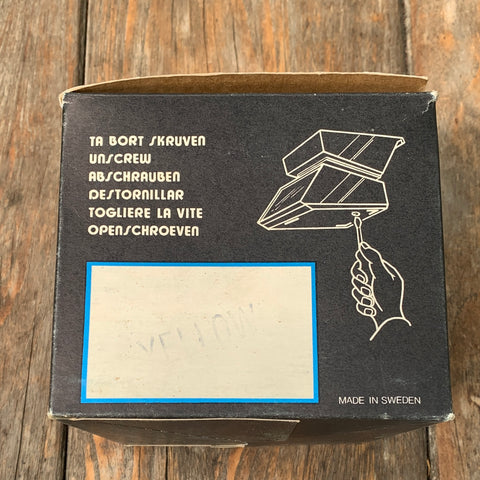 TA BORT SKRUVEN
UNSCREW
ABSCHRAUBEN
DESTORNILLAR
TOGLIERE LA VITE
OPENSCHROEVEN
YELLOW
MADE IN SWEDEN